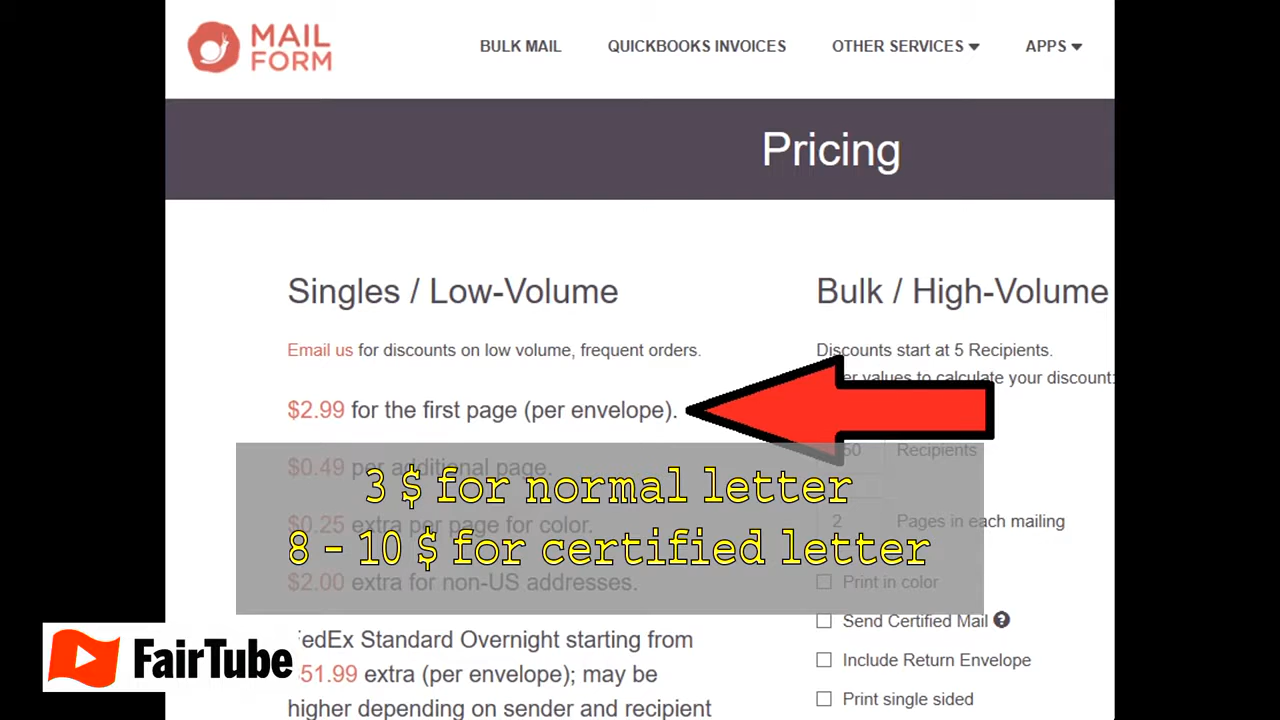 MAIL FORM
BULK MAIL QUICKBOOKS INVOICES OTHER SERVICES APPS
Pricing
Singles / Low-Volume
Email us for discounts on low volume, frequent orders.
$2.99 for the first page (per envelope).
$0.49 per additional page.
$0.25 extra per page for color.
$2.00 extra for non-US addresses.
FedEx Standard Overnight starting from
51.99 extra (per envelope); may be
higher depending on sender and recipient
Bulk / High-Volume
Discounts start at 5 Recipients.
values to calculate your discount:
50 Recipients
2 Pages in each mailing
Print in color
Send Certified Mail ?
Include Return Envelope
Print single sided
3 $ for normal letter
8 - 10 $ for certified letter
FairTube